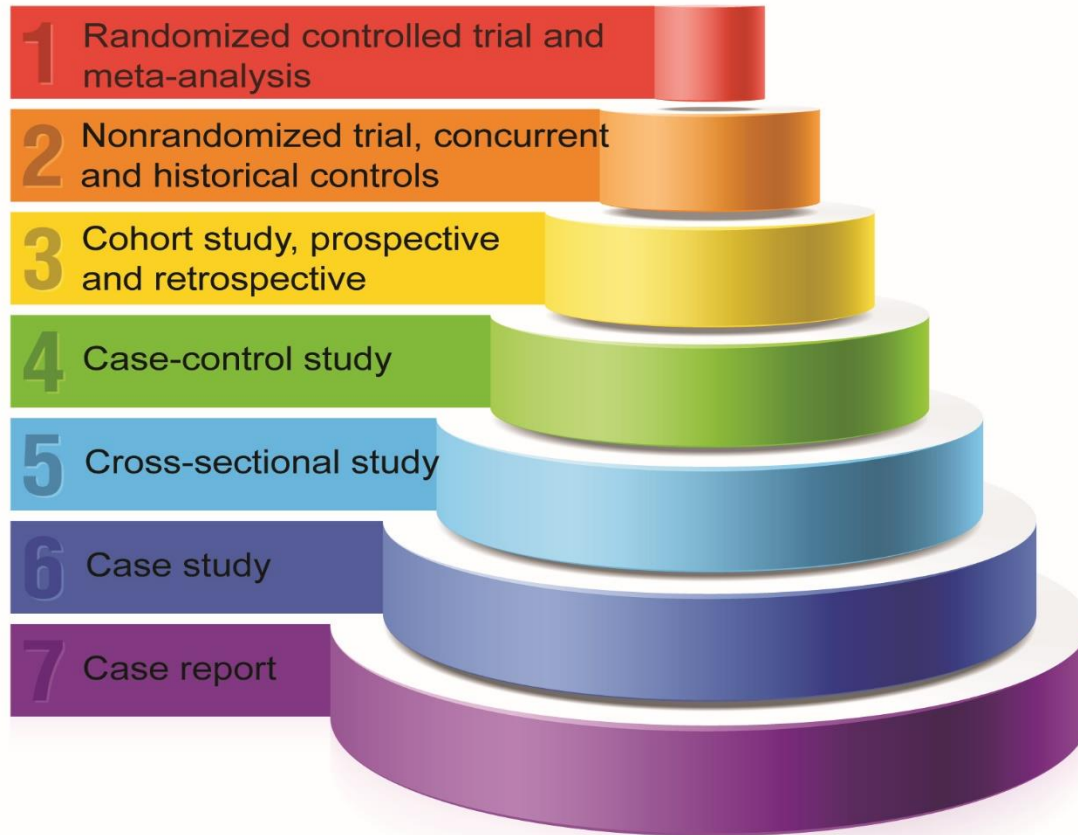 1 Randomized controlled trial and
meta-analysis
2 Nonrandomized trial, concurrent
and historical controls
3 Cohort study, prospective
and retrospective
4 Case-control study
5 Cross-sectional study
6 Case study
7 Case report